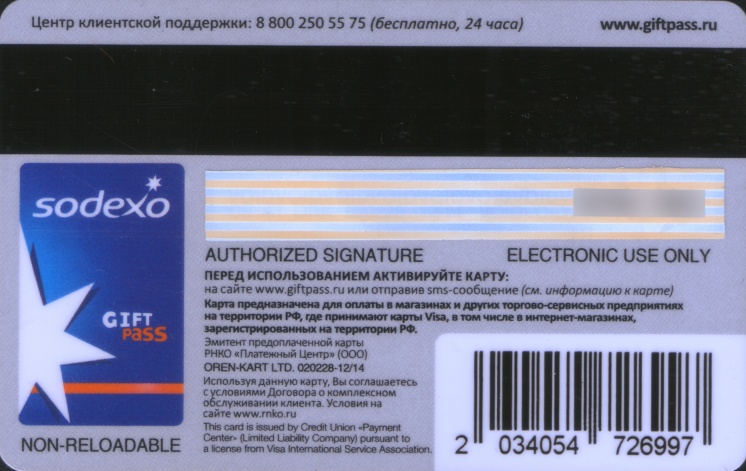 Центр клиентской поддержки: 8 800 250 55 75 (бесплатно, 24 часа) www.giftpass.ru
sodexo
GIFT
PASS
NON-RELOADABLE
AUTHORIZED SIGNATURE ELECTRONIC USE ONLY
ПЕРЕД ИСПОЛЬЗОВАНИЕМ АКТИВИРУЙТЕ КАРТУ:
на сайте www.giftpass.ru или отправив sms-сообщение (см. информацию к карте)
Карта предназначена для оплаты в магазинах и других торгово-сервисных предприятиях
на территории РФ, где принимают карты Visa, в том числе в интернет-магазинах,
зарегистрированных на территории РФ.
Эмитент предоплаченной карты
РНКО «Платежный Центр» (ООО)
OREN-KART LTD. 020228-12/14
Используя данную карту, Вы соглашаетесь
с условиями Договора о комплексном
обслуживании клиента. Условия на
сайте www.rnko.ru
This card is issued by Credit Union «Payment
Center» (Limited Liability Company) pursuant to
a license from Visa International Service Association.
2 034054 726997